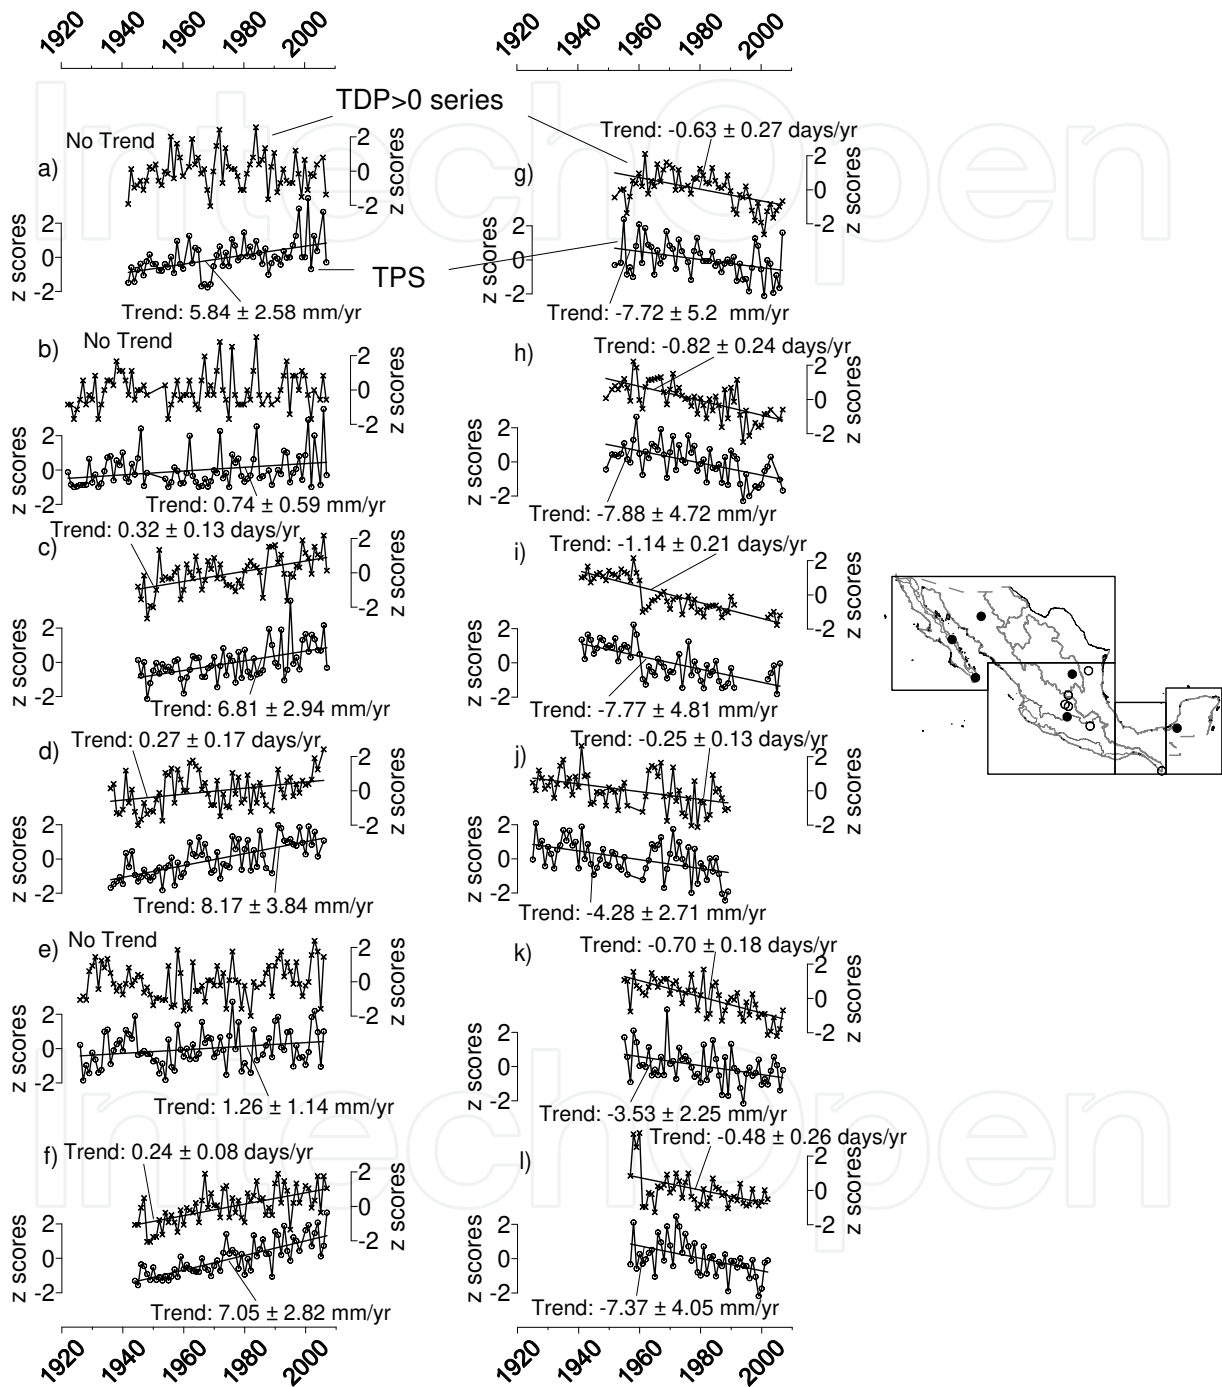 1920 1940 1960 1980 2000
1920 1940 1960 1980 2000
TDP>0 series
TPS
a)
No Trend
2
0
-2
z scores
z scores
2
0
-2
Trend: 5.84 ± 2.58 mm/yr
b)
No Trend
2
0
-2
z scores
z scores
2
0
-2
Trend: 0.74 ± 0.59 mm/yr
c)
Trend: 0.32 ± 0.13 days/yr
2
0
-2
z scores
z scores
2
0
-2
Trend: 6.81 ± 2.94 mm/yr
d)
Trend: 0.27 ± 0.17 days/yr
2
0
-2
z scores
z scores
2
0
-2
Trend: 8.17 ± 3.84 mm/yr
e)
No Trend
2
0
-2
z scores
z scores
2
0
-2
Trend: 1.26 ± 1.14 mm/yr
f)
Trend: 0.24 ± 0.08 days/yr
2
0
-2
z scores
z scores
2
0
-2
Trend: 7.05 ± 2.82 mm/yr
g)
Trend: -0.63 ± 0.27 days/yr
2
0
-2
z scores
z scores
2
0
-2
Trend: -7.72 ± 5.2 mm/yr
h)
Trend: -0.82 ± 0.24 days/yr
2
0
-2
z scores
z scores
2
0
-2
Trend: -7.88 ± 4.72 mm/yr
i)
Trend: -1.14 ± 0.21 days/yr
2
0
-2
z scores
z scores
2
0
-2
Trend: -7.77 ± 4.81 mm/yr
j)
Trend: -0.25 ± 0.13 days/yr
2
0
-2
z scores
z scores
2
0
-2
Trend: -4.28 ± 2.71 mm/yr
k)
Trend: -0.70 ± 0.18 days/yr
2
0
-2
z scores
z scores
2
0
-2
Trend: -3.53 ± 2.25 mm/yr
l)
Trend: -0.48 ± 0.26 days/yr
2
0
-2
z scores
z scores
2
0
-2
Trend: -7.37 ± 4.05 mm/yr
1920 1940 1960 1980 2000
1920 1940 1960 1980 2000
IntechOpen
IntechOpen